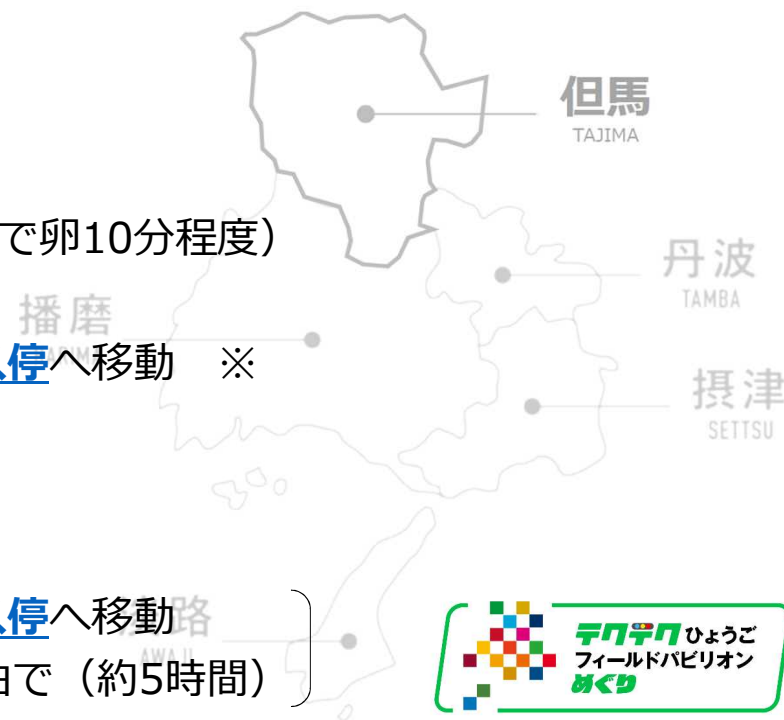 但馬
TAJIMA
で卵10分程度）
丹波
TAMBA
播磨
停へ移動　※
摂津
SETTSU
停へ移動
路
AWAJI
で（約5時間）
テクテク ひょうご
フィールドパビリオン
めぐり